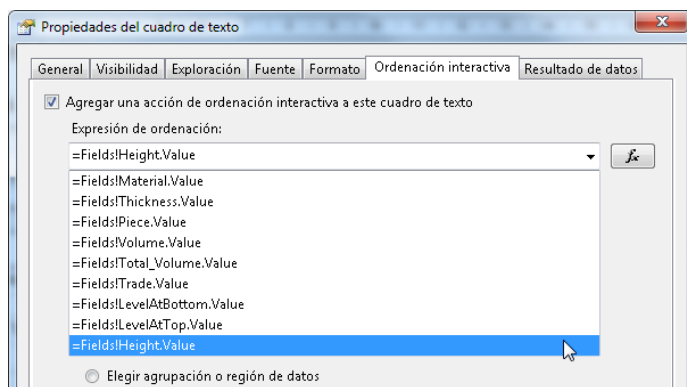 Propiedades del cuadro de texto
General Visibilidad Exploración Fuente Formato Ordenación interactiva Resultado de datos
Agregar una acción de ordenación interactiva a este cuadro de texto
Expresión de ordenación:
=Fields!Height.Value fx
=Fields!Material.Value
=Fields!Thickness.Value
=Fields!Piece.Value
=Fields!Volume.Value
=Fields!Total_Volume.Value
=Fields!Trade.Value
=Fields!LevelAtBottom.Value
=Fields!LevelAtTop.Value
=Fields!Height.Value
Elegir agrupación o región de datos